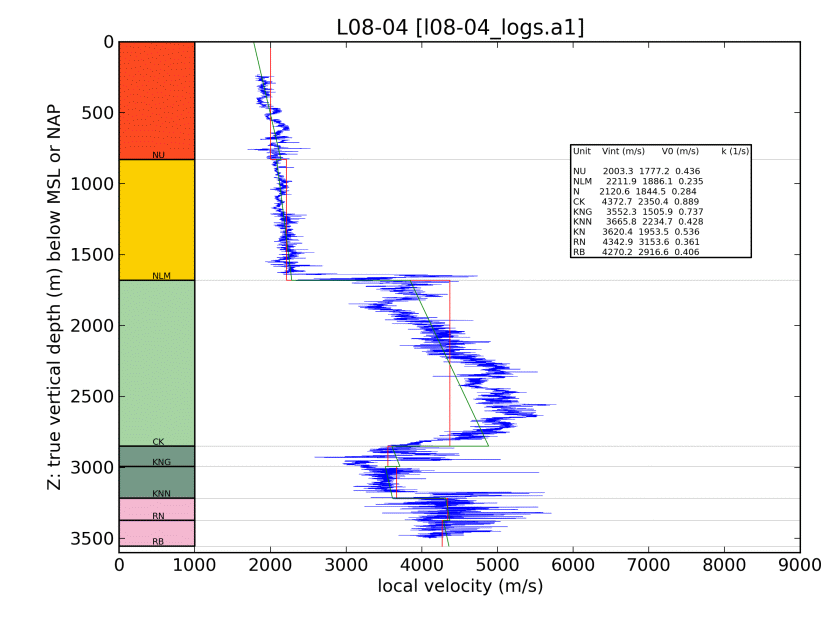 L08-04 [l08-04_logs.a1]
0
500
1000
1500
2000
2500
3000
3500
Z: true vertical depth (m) below MSL or NAP
NU
NLM
CK
KNG
KNN
RN
RB
Unit Vint (m/s) V0 (m/s) k (1/s)
NU 2003.3 1777.2 0.436
NLM 2211.9 1886.1 0.235
N 2120.6 1844.5 0.284
CK 4372.7 2350.4 0.889
KNG 3552.3 1505.9 0.737
KNN 3665.8 2234.7 0.428
KN 3620.4 1953.5 0.536
RN 4342.9 3153.6 0.361
RB 4270.2 2916.6 0.406
0 1000 2000 3000 4000 5000 6000 7000 8000 9000
local velocity (m/s)